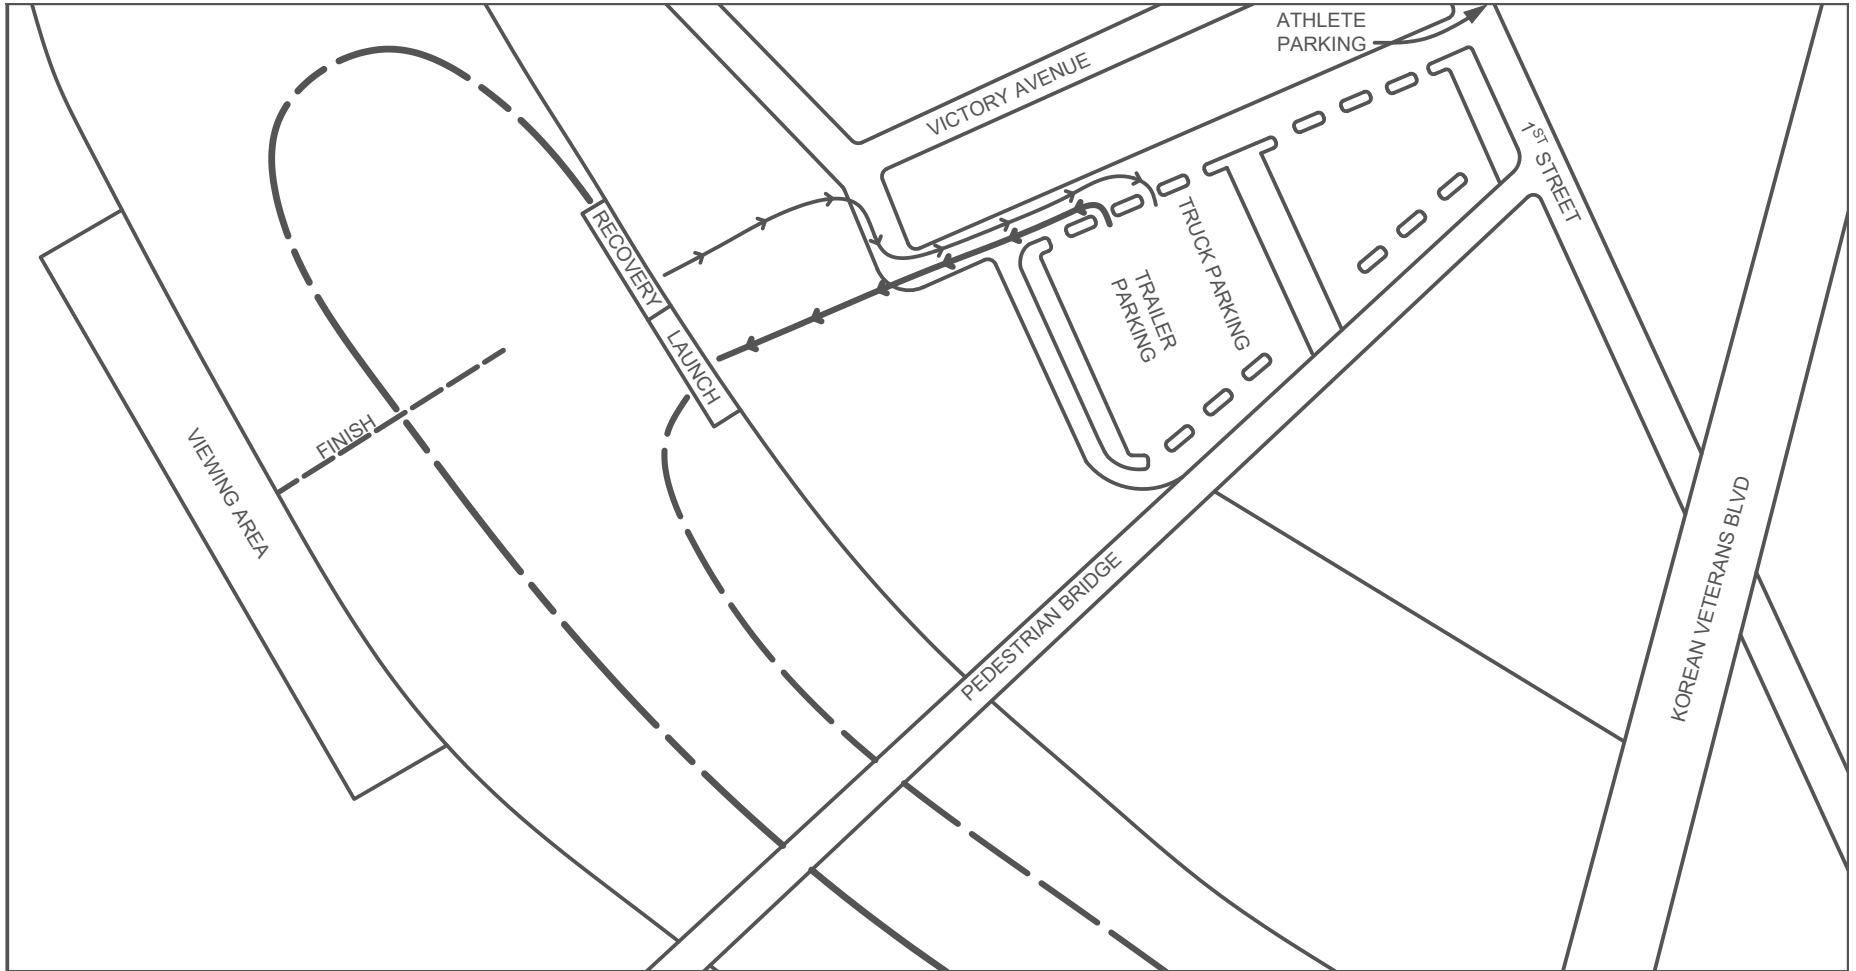 ATHLETE
PARKING
VICTORY AVENUE
1ST STREET
RECOVERY
LAUNCH
TRUCK PARKING
TRAILER
PARKING
FINISH
VIEWING AREA
PEDESTRIAN BRIDGE
KOREAN VETERANS BLVD